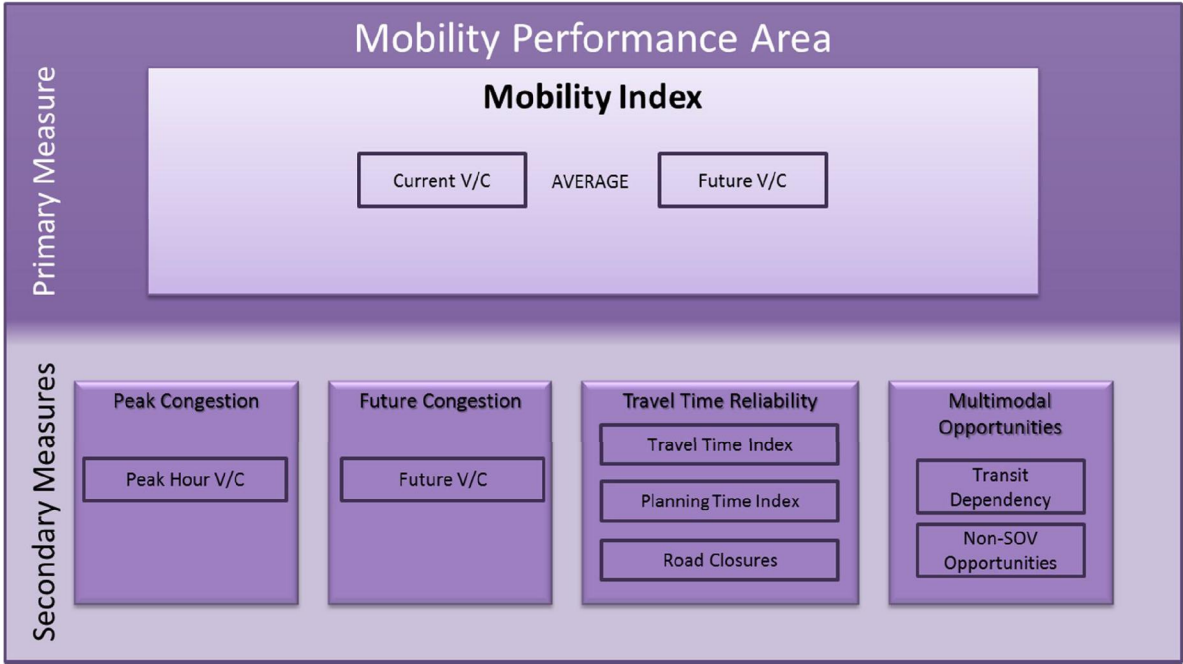 Mobility Performance Area
Primary Measure
Mobility Index
Current V/C AVERAGE Future V/C
Secondary Measures
Peak Congestion
Peak Hour V/C
Future Congestion
Future V/C
Travel Time Reliability
Travel Time Index
Planning Time Index
Road Closures
Multimodal
Opportunities
Transit
Dependency
Non-SOV
Opportunities